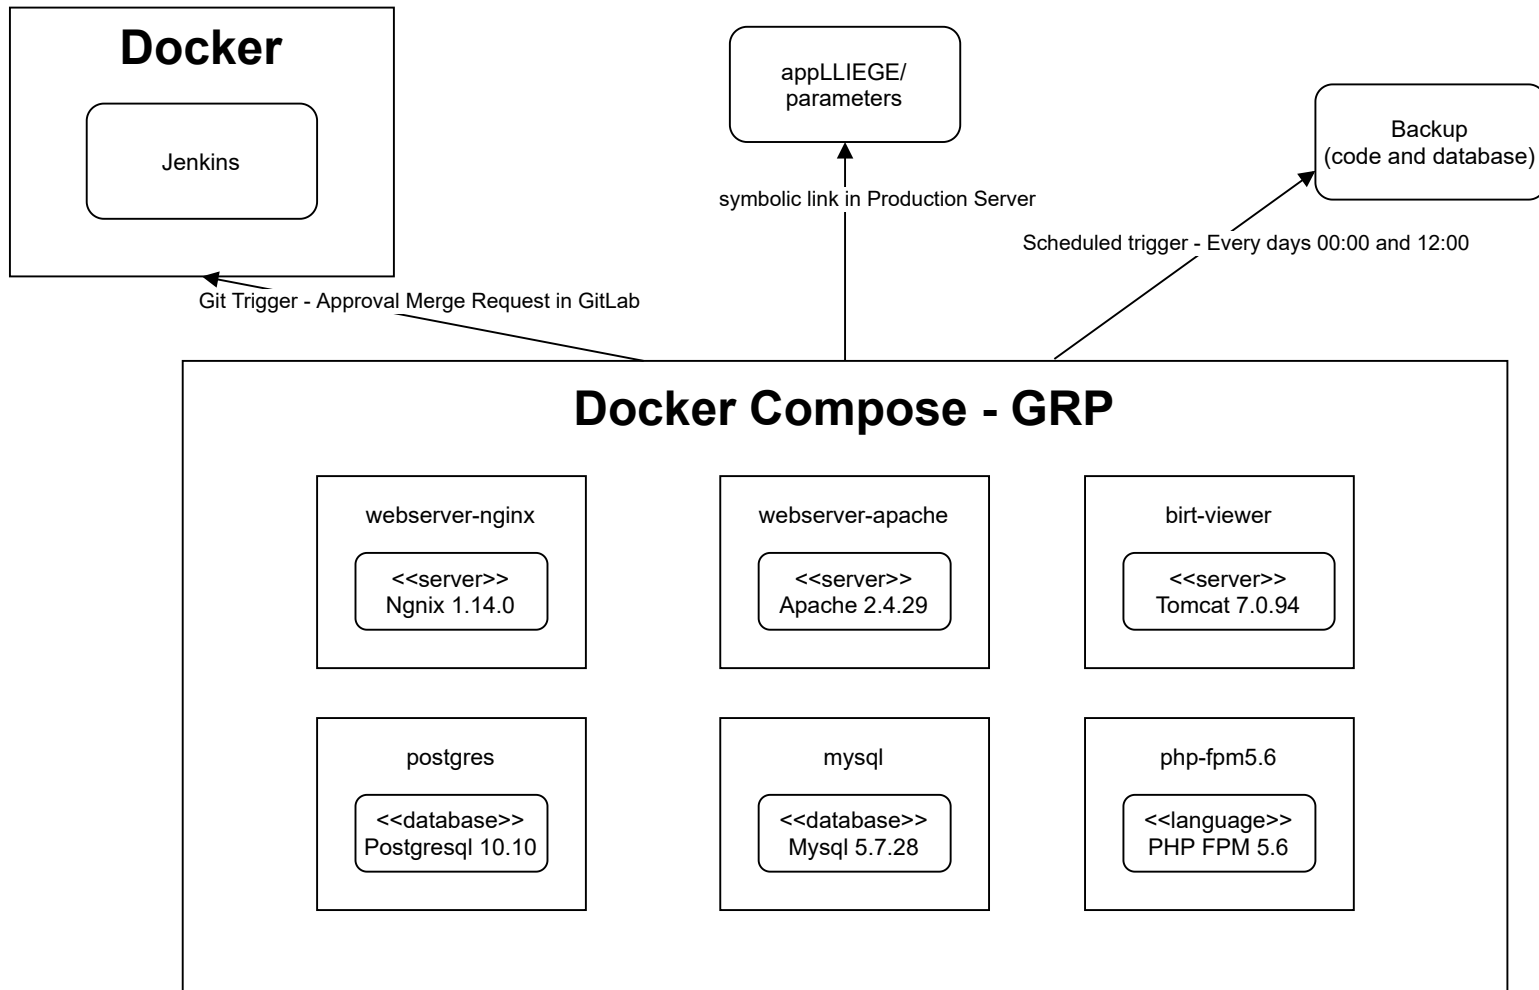 Docker
Jenkins
appLLIEGE/
parameters
Backup
(code and database)
symbolic link in Production Server
Scheduled trigger - Every days 00:00 and 12:00
Git Trigger - Approval Merge Request in GitLab
Docker Compose - GRP
webserver-nginx
<<server>>
Ngnix 1.14.0
webserver-apache
<<server>>
Apache 2.4.29
birt-viewer
<<server>>
Tomcat 7.0.94
postgres
<<database>>
Postgresql 10.10
mysql
<<database>>
Mysql 5.7.28
php-fpm5.6
<<language>>
PHP FPM 5.6